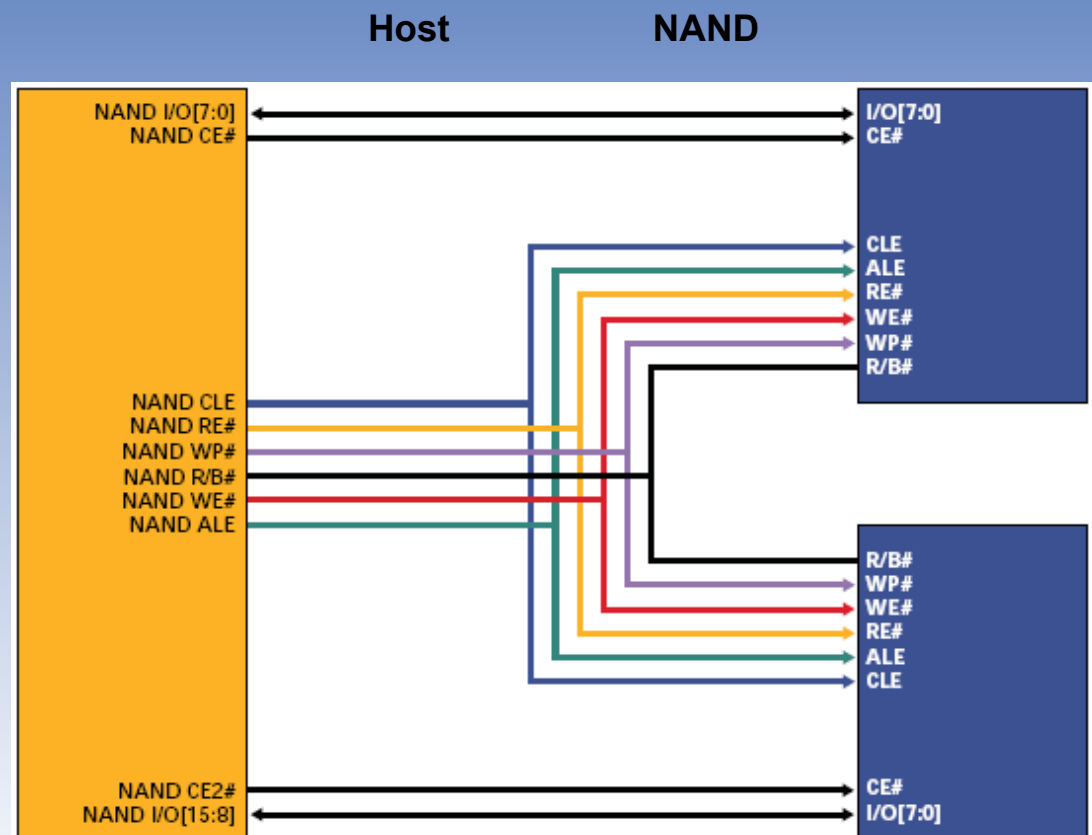 Host
NAND
NAND I/O[7:0]
NAND CE#
NAND CLE
NAND RE#
NAND WP#
NAND R/B#
NAND WE#
NAND ALE
NAND CE2#
NAND I/O[15:8]
I/O[7:0]
CE#
CLE
ALE
RE#
WE#
WP#
R/B#
R/B#
WP#
WE#
RE#
ALE
CLE
CE#
I/O[7:0]